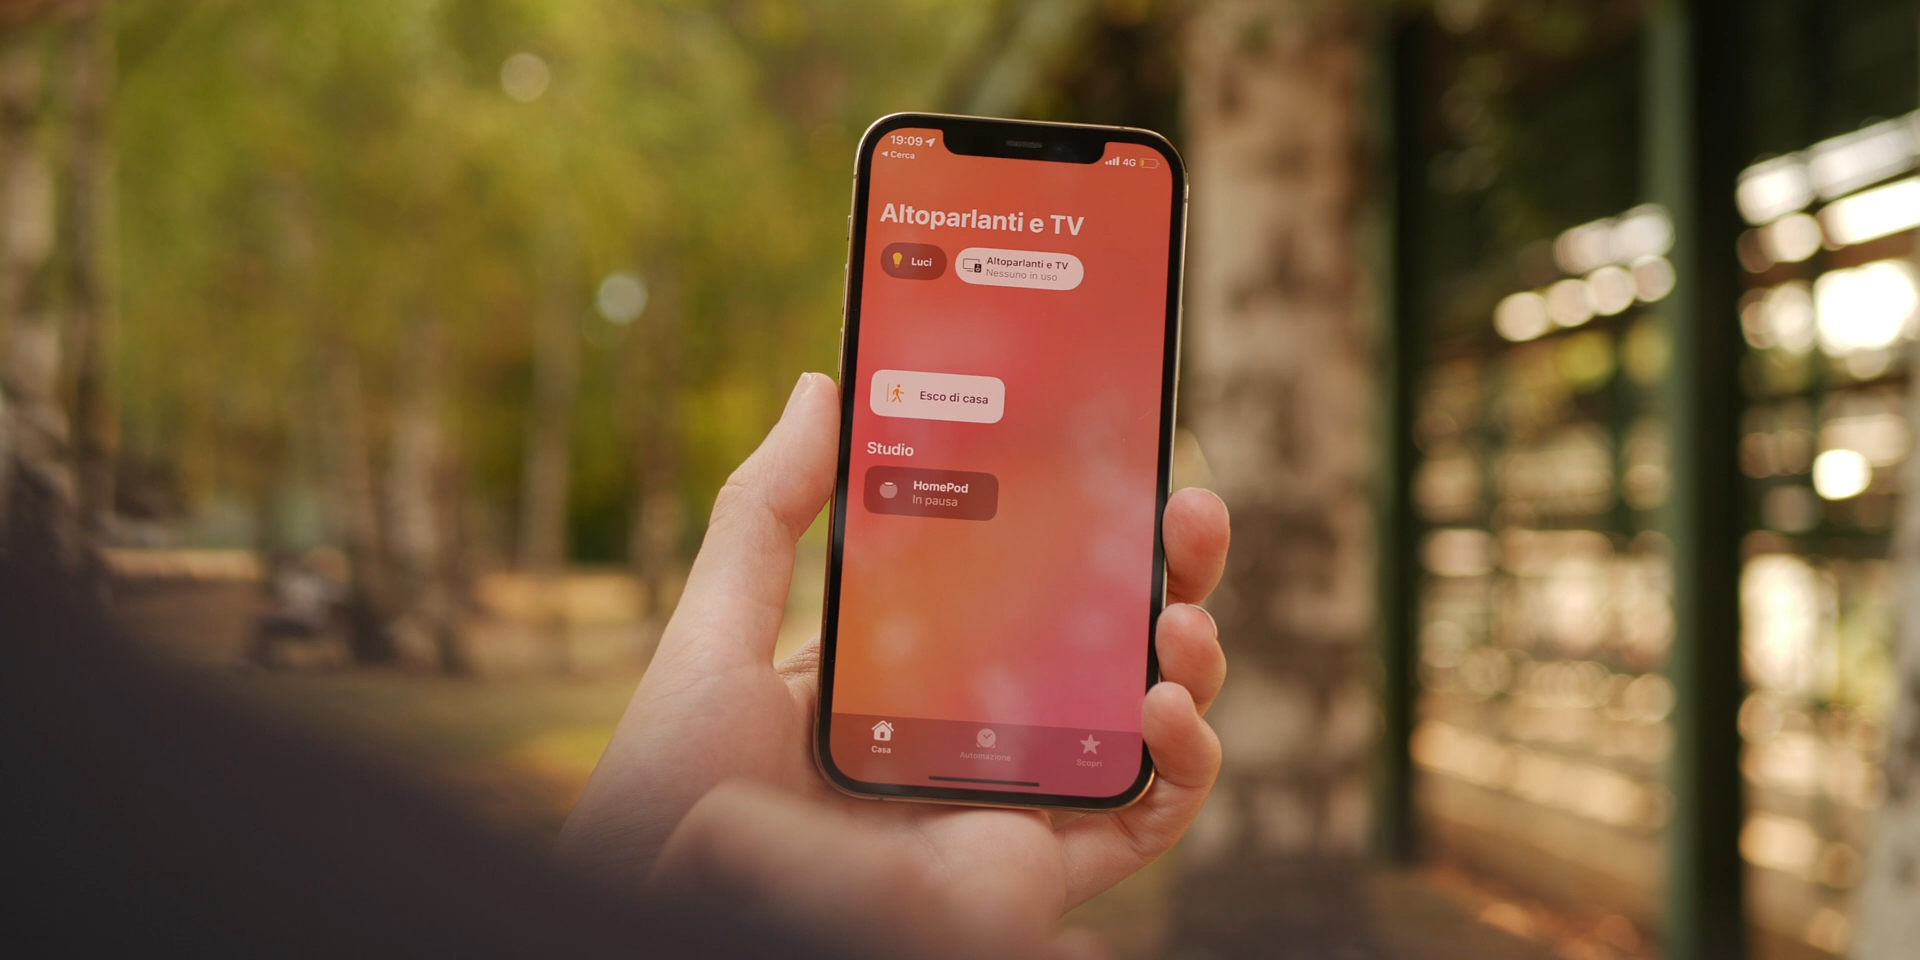 19:09
Cerca
4G
Altoparlanti e TV
Luci
Altoparlanti e TV
Nessuno in uso
Esco di casa
Studio
HomePod
In pausa
Casa
Automazione
Scopri